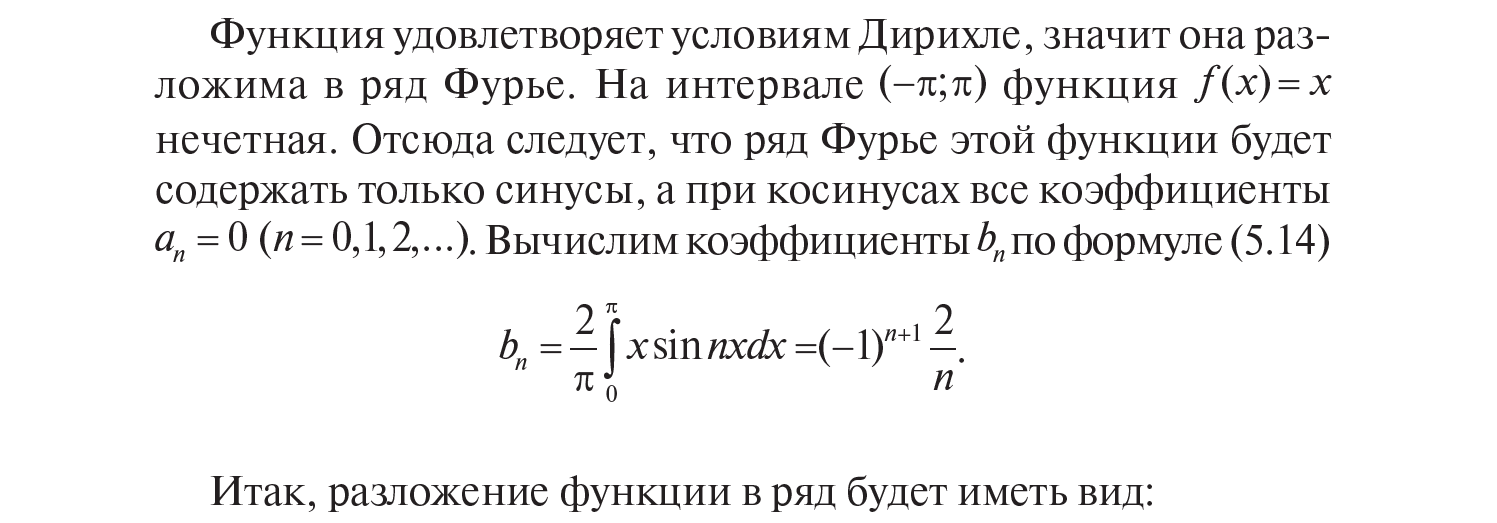 Функция удовлетворяет условиям Дирихле, значит она раз-
ложима в ряд Фурье. На интервале (−π;π) функция f(x)= x
нечетная. Отсюда следует, что ряд Фурье этой функции будет
содержать только синусы, а при косинусах все коэффициенты
aₙ = 0 (n = 0,1,2,...). Вычислим коэффициенты bₙ по формуле (5.14)
bₙ = 2/π ∫₀^π x sin nxdx =(−1)ⁿ⁺¹ 2/n.
Итак, разложение функции в ряд будет иметь вид: